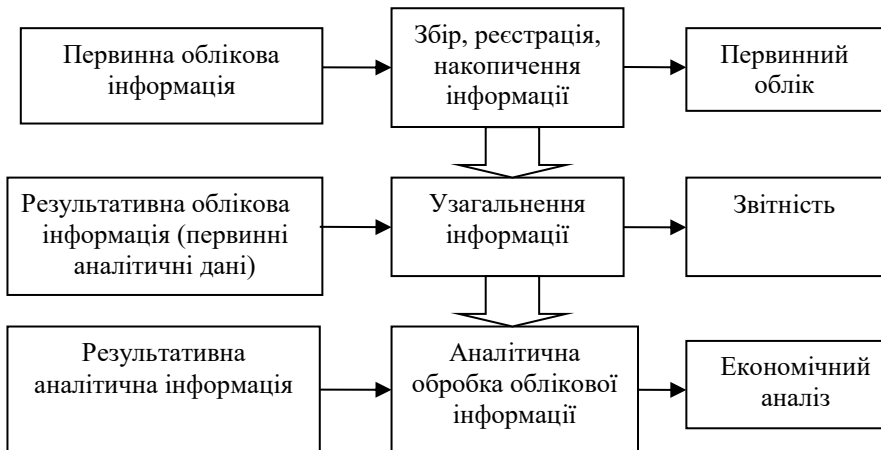 Первинна облікова
інформація
Збір, реєстрація,
накопичення
інформації
Первинний
облік
Результативна облікова
інформація (первинні
аналітичні дані)
Узагальнення
інформації
Звітність
Результативна
аналітична інформація
Аналітична
обробка облікової
інформації
Економічний
аналіз